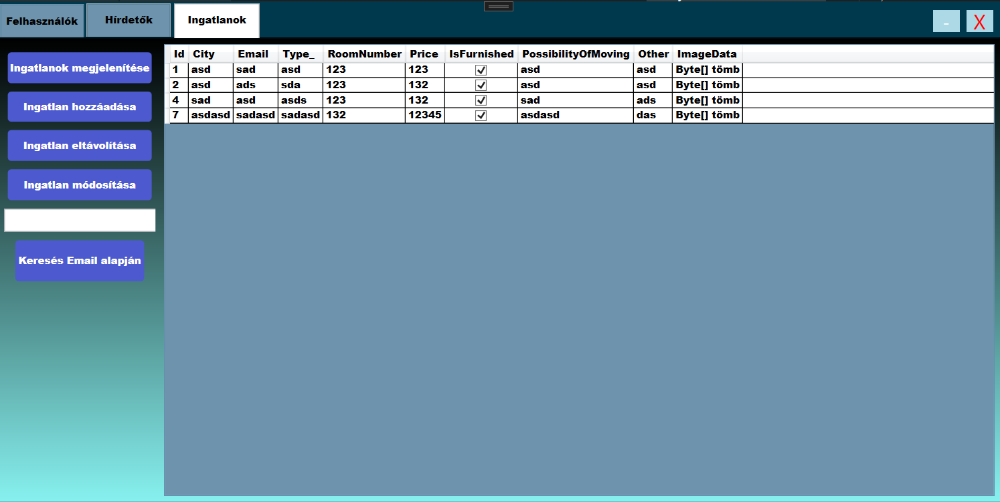 Felhasználók Hírdetők Ingatlanok - X
Ingatlanok megjelenítése
Ingatlan hozzáadása
Ingatlan eltávolítása
Ingatlan módosítása
Keresés Email alapján
Id City Email Type_ RoomNumber Price IsFurnished PossibilityOfMoving Other ImageData
1 asd sad asd 123 123 asd asd Byte[] tömb
2 asd ads sda 123 132 asd asd Byte[] tömb
4 sad asd asds 123 132 sad ads Byte[] tömb
7 asdasd sadasd sadasd 132 12345 asdasd das Byte[] tömb